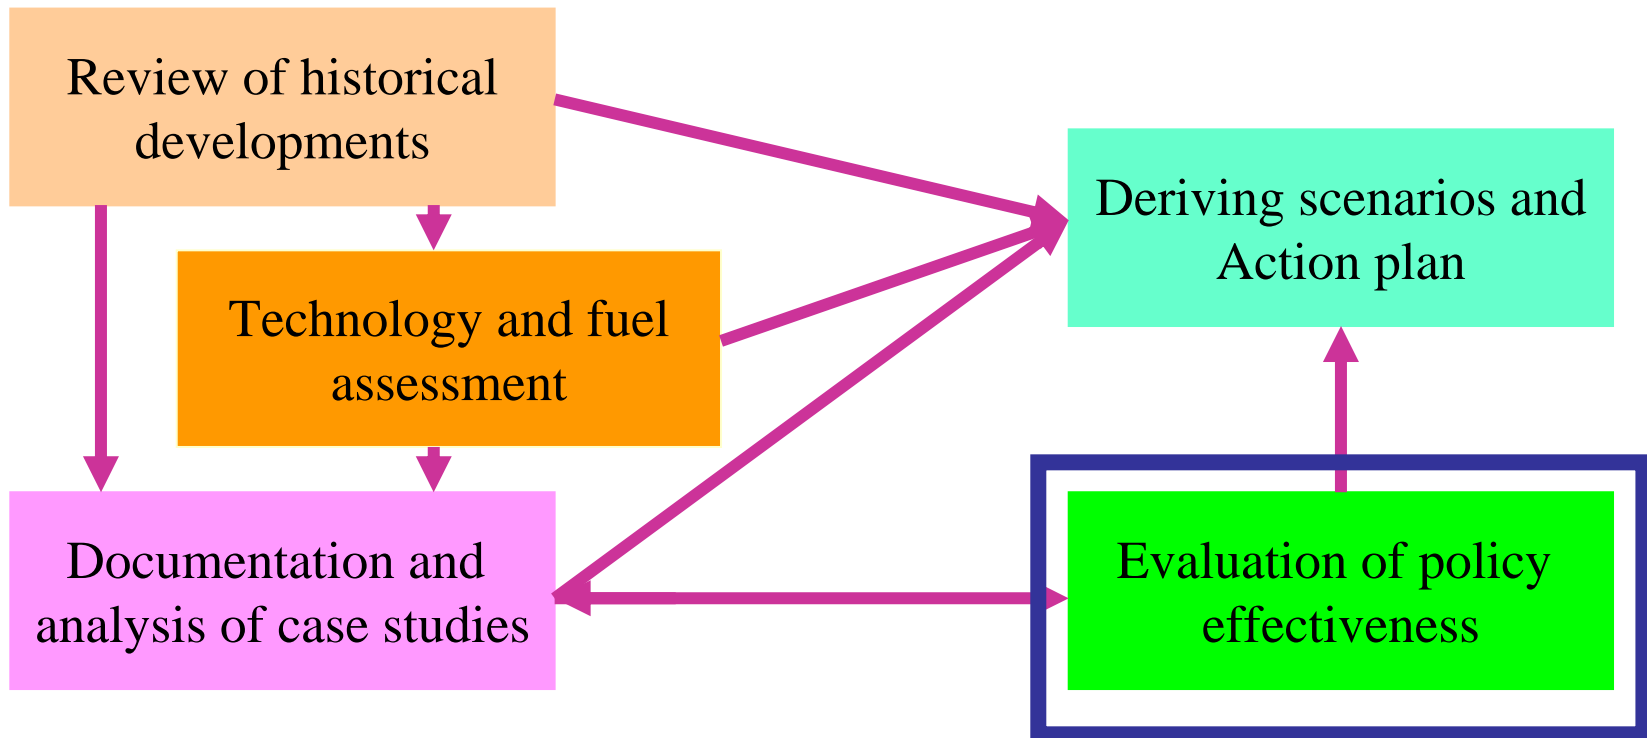 Review of historical
developments
Technology and fuel
assessment
Documentation and
analysis of case studies
Deriving scenarios and
Action plan
Evaluation of policy
effectiveness